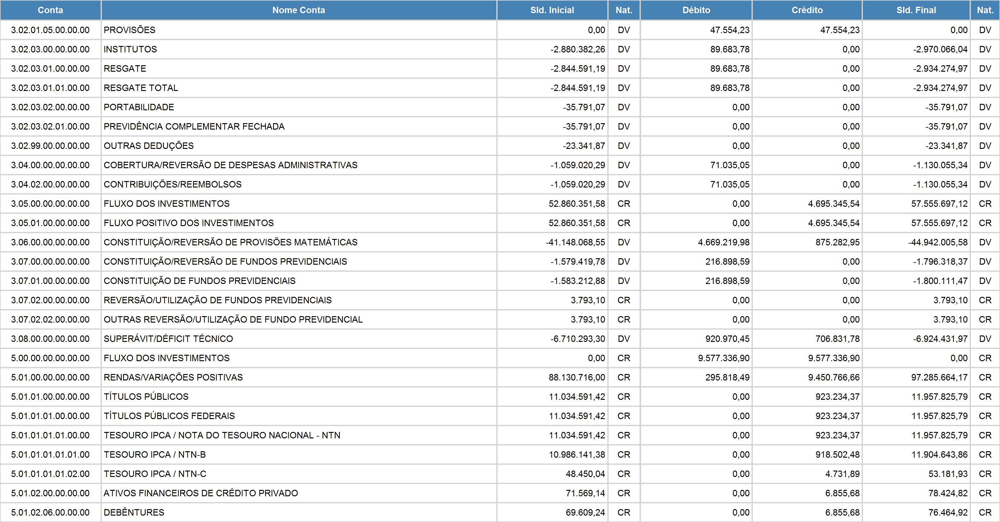 Conta Nome Conta Sld. Inicial Nat. Débito Crédito Sld. Final Nat.
3.02.01.05.00.00.00 PROVISÕES 0,00 DV 47.554,23 47.554,23 0,00 DV
3.02.03.00.00.00.00 INSTITUTOS -2.880.382,26 DV 89.683,78 0,00 -2.970.066,04 DV
3.02.03.01.00.00.00 RESGATE -2.844.591,19 DV 89.683,78 0,00 -2.934.274,97 DV
3.02.03.01.01.00.00 RESGATE TOTAL -2.844.591,19 DV 89.683,78 0,00 -2.934.274,97 DV
3.02.03.02.00.00.00 PORTABILIDADE -35.791,07 DV 0,00 0,00 -35.791,07 DV
3.02.03.02.01.00.00 PREVIDÊNCIA COMPLEMENTAR FECHADA -35.791,07 DV 0,00 0,00 -35.791,07 DV
3.02.99.00.00.00.00 OUTRAS DEDUÇÕES -23.341,87 DV 0,00 0,00 -23.341,87 DV
3.04.00.00.00.00.00 COBERTURA/REVERSÃO DE DESPESAS ADMINISTRATIVAS -1.059.020,29 DV 71.035,05 0,00 -1.130.055,34 DV
3.04.02.00.00.00.00 CONTRIBUIÇÕES/REEMBOLSOS -1.059.020,29 DV 71.035,05 0,00 -1.130.055,34 DV
3.05.00.00.00.00.00 FLUXO DOS INVESTIMENTOS 52.860.351,58 CR 0,00 4.695.345,54 57.555.697,12 CR
3.05.01.00.00.00.00 FLUXO POSITIVO DOS INVESTIMENTOS 52.860.351,58 CR 0,00 4.695.345,54 57.555.697,12 CR
3.06.00.00.00.00.00 CONSTITUIÇÃO/REVERSÃO DE PROVISÕES MATEMÁTICAS -41.148.068,55 DV 4.669.219,98 875.282,95 -44.942.005,58 DV
3.07.00.00.00.00.00 CONSTITUIÇÃO/REVERSÃO DE FUNDOS PREVIDENCIAIS -1.579.419,78 DV 216.898,59 0,00 -1.796.318,37 DV
3.07.01.00.00.00.00 CONSTITUIÇÃO DE FUNDOS PREVIDENCIAIS -1.583.212,88 DV 216.898,59 0,00 -1.800.111,47 DV
3.07.02.00.00.00.00 REVERSÃO/UTILIZAÇÃO DE FUNDOS PREVIDENCIAIS 3.793,10 CR 0,00 0,00 3.793,10 CR
3.07.02.02.00.00.00 OUTRAS REVERSÃO/UTILIZAÇÃO DE FUNDO PREVIDENCIAL 3.793,10 CR 0,00 0,00 3.793,10 CR
3.08.00.00.00.00.00 SUPERÁVIT/DÉFICIT TÉCNICO -6.710.293,30 DV 920.970,45 706.831,78 -6.924.431,97 DV
5.00.00.00.00.00.00 FLUXO DOS INVESTIMENTOS 0,00 CR 9.577.336,90 9.577.336,90 0,00 CR
5.01.00.00.00.00.00 RENDAS/VARIAÇÕES POSITIVAS 88.130.716,00 CR 295.818,49 9.450.766,66 97.285.664,17 CR
5.01.01.00.00.00.00 TÍTULOS PÚBLICOS 11.034.591,42 CR 0,00 923.234,37 11.957.825,79 CR
5.01.01.01.00.00.00 TÍTULOS PÚBLICOS FEDERAIS 11.034.591,42 CR 0,00 923.234,37 11.957.825,79 CR
5.01.01.01.01.00.00 TESOURO IPCA / NOTA DO TESOURO NACIONAL - NTN 11.034.591,42 CR 0,00 923.234,37 11.957.825,79 CR
5.01.01.01.01.01.00 TESOURO IPCA / NTN-B 10.986.141,38 CR 0,00 918.502,48 11.904.643,86 CR
5.01.01.01.01.02.00 TESOURO IPCA / NTN-C 48.450,04 CR 0,00 4.731,89 53.181,93 CR
5.01.02.00.00.00.00 ATIVOS FINANCEIROS DE CRÉDITO PRIVADO 71.569,14 CR 0,00 6.855,68 78.424,82 CR
5.01.02.06.00.00.00 DEBÊNTURES 69.609,24 CR 0,00 6.855,68 76.464,92 CR